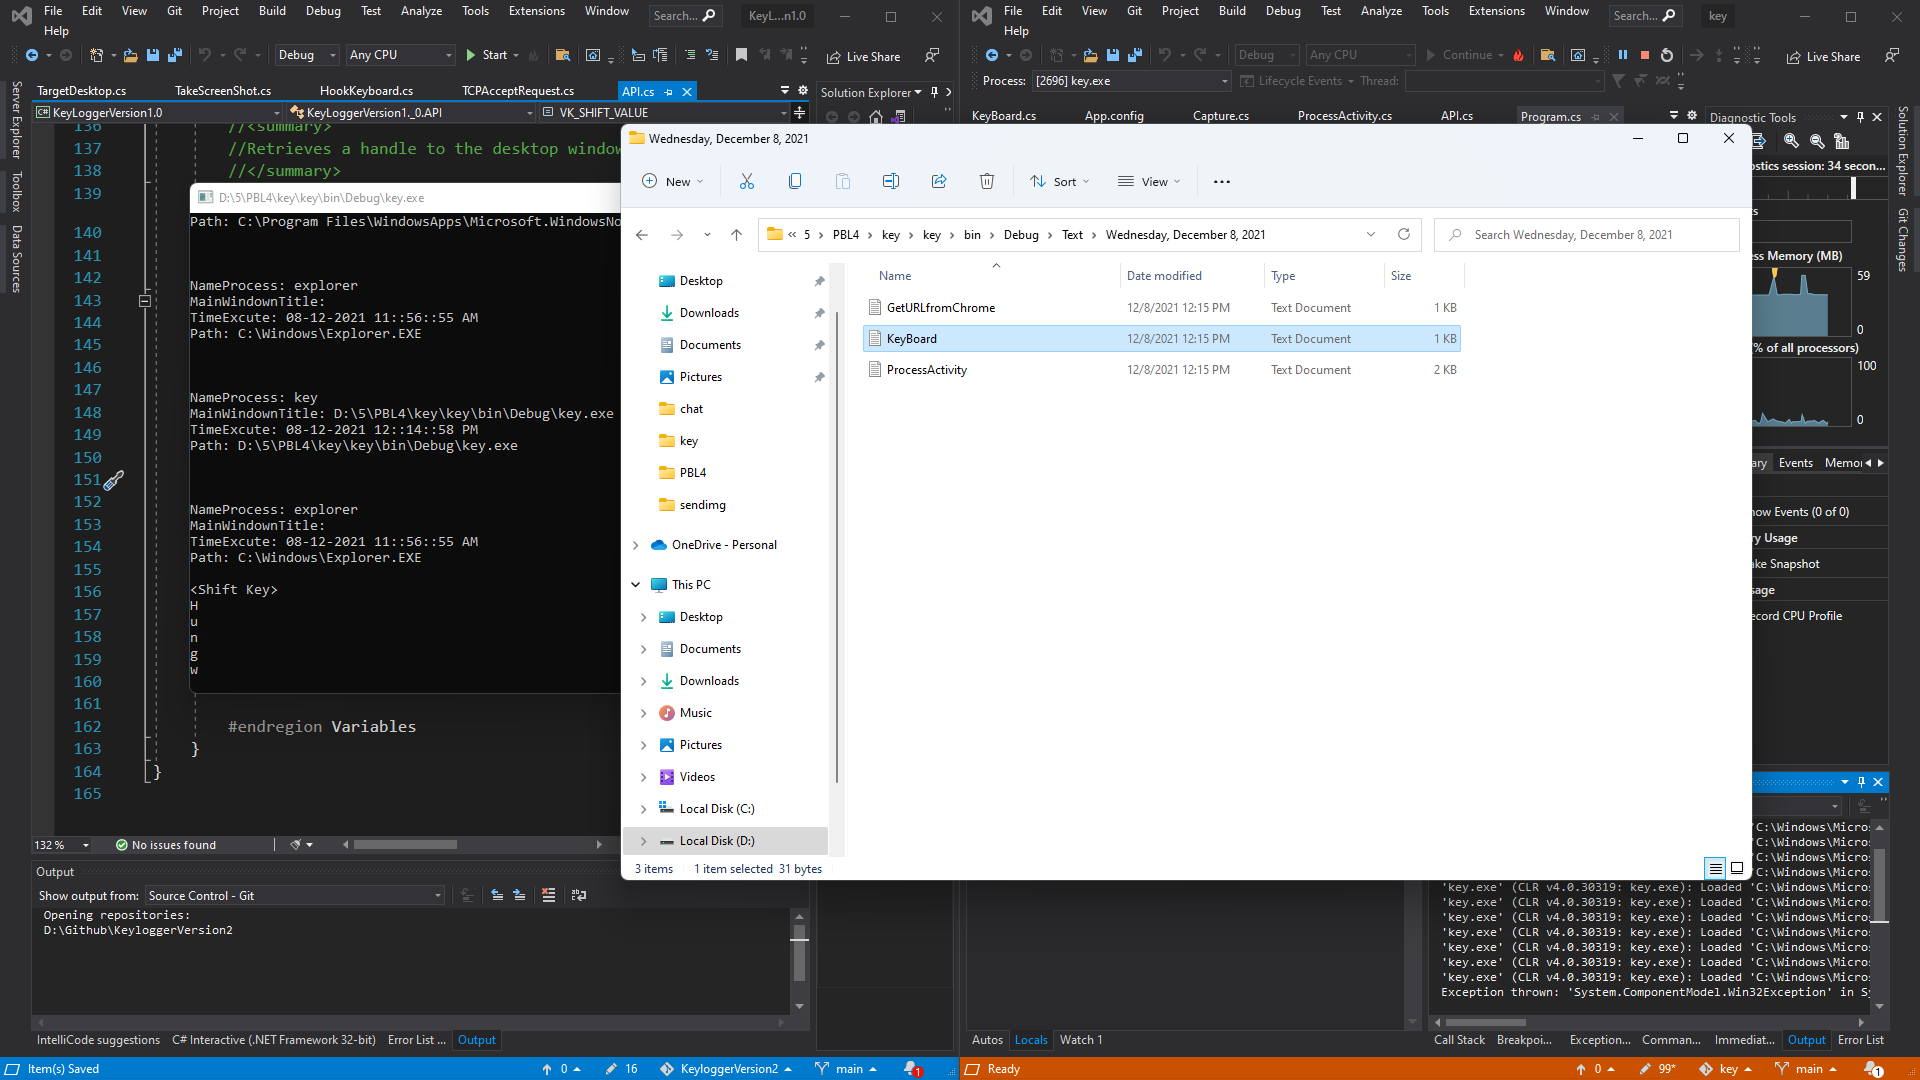 File Edit View Git Project Build Debug Test Analyze Tools Extensions Window Search... KeyL...n1.0
Help
Debug Any CPU Start Live Share
TargetDesktop.cs TakeScreenShot.cs HookKeyboard.cs TCPAcceptRequest.cs API.cs
KeyLoggerVersion1.0 KeyLoggerVersion1._0.API VK_SHIFT_VALUE
Solution Explorer
Server Explorer
Toolbox
Data Sources
136 //<summary>
137 //Retrieves a handle to the desktop window
138 //</summary>
139
140
141
142
143
144
145
146
147
148
149
150
151
152
153
154
155
156
157
158
159
160
161
162 #endregion Variables
163 }
164 }
165
D:\5\PBL4\key\key\bin\Debug\key.exe
Path: C:\Program Files\WindowsApps\Microsoft.WindowsNo
NameProcess: explorer
MainWindownTitle:
TimeExcute: 08-12-2021 11::56::55 AM
Path: C:\Windows\Explorer.EXE
NameProcess: key
MainWindownTitle: D:\5\PBL4\key\key\bin\Debug\key.exe
TimeExcute: 08-12-2021 12::14::58 PM
Path: D:\5\PBL4\key\key\bin\Debug\key.exe
NameProcess: explorer
MainWindownTitle:
TimeExcute: 08-12-2021 11::56::55 AM
Path: C:\Windows\Explorer.EXE
<Shift Key>
H
u
n
g
w
132 % No issues found
Output
Show output from: Source Control - Git
Opening repositories:
D:\Github\KeyloggerVersion2
IntelliCode suggestions C# Interactive (.NET Framework 32-bit) Error List ... Output
Item(s) Saved 0 16 KeyloggerVersion2 main 1
Wednesday, December 8, 2021
New Sort View
« 5 PBL4 key key bin Debug Text Wednesday, December 8, 2021
Search Wednesday, December 8, 2021
Desktop
Downloads
Documents
Pictures
chat
key
PBL4
sendimg
OneDrive - Personal
This PC
Desktop
Documents
Downloads
Music
Pictures
Videos
Local Disk (C:)
Local Disk (D:)
Name Date modified Type Size
GetURLfromChrome 12/8/2021 12:15 PM Text Document 1 KB
KeyBoard 12/8/2021 12:15 PM Text Document 1 KB
ProcessActivity 12/8/2021 12:15 PM Text Document 2 KB
3 items 1 item selected 31 bytes
File Edit View Git Project Build Debug Test Analyze Tools Extensions Window Search... key
Help
Debug Any CPU Continue Live Share
Process: [2696] key.exe Lifecycle Events Thread:
KeyBoard.cs App.config Capture.cs ProcessActivity.cs API.cs Program.cs
Diagnostic Tools
Solution Explorer
Git Changes
ostics session: 34 secon...
ts
ess Memory (MB)
59
0
(% of all processors)
100
0
ary Events Memor
how Events (0 of 0)
ry Usage
ake Snapshot
sage
ecord CPU Profile
'C:\Windows\Micros
'C:\Windows\Micros
'C:\Windows\Micros
'C:\Windows\Micros
'key.exe' (CLR v4.0.30319: key.exe): Loaded 'C:\Windows\Micros
'key.exe' (CLR v4.0.30319: key.exe): Loaded 'C:\Windows\Micros
'key.exe' (CLR v4.0.30319: key.exe): Loaded 'C:\Windows\Micros
'key.exe' (CLR v4.0.30319: key.exe): Loaded 'C:\Windows\Micros
'key.exe' (CLR v4.0.30319: key.exe): Loaded 'C:\Windows\Micros
'key.exe' (CLR v4.0.30319: key.exe): Loaded 'C:\Windows\Micros
'key.exe' (CLR v4.0.30319: key.exe): Loaded 'C:\Windows\Micros
Exception thrown: 'System.ComponentModel.Win32Exception' in Sy
Autos Locals Watch 1
Call Stack Breakpoi... Exception... Comman... Immediat... Output Error List
Ready 0 99* key main 1